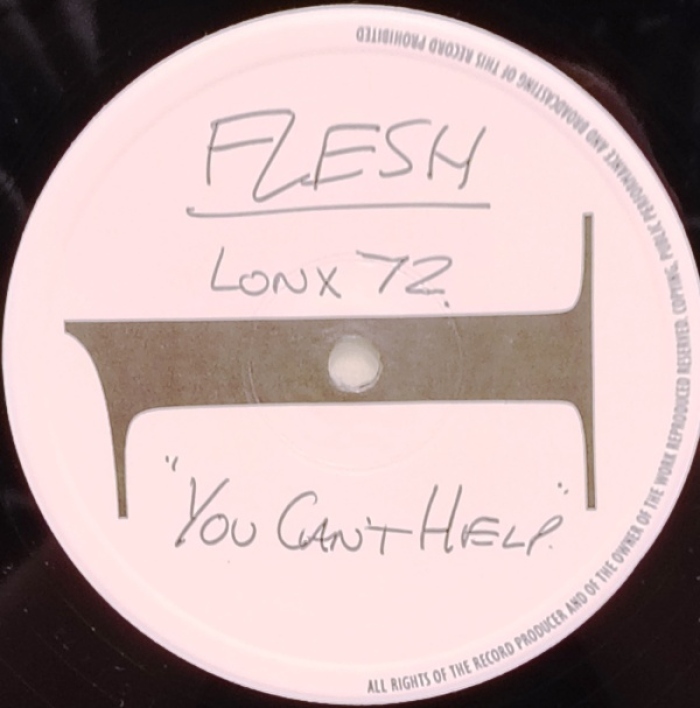 FLESH
LONX 72
"YOU CAN'T HELP."
1
ALL RIGHTS OF THE RECORD PRODUCER AND OF THE OWNER OF THE WORK REPRODUCED RESERVED. COPYING, PUBLIC PERFORMANCE AND BROADCASTING OF THIS RECORD PROHIBITED